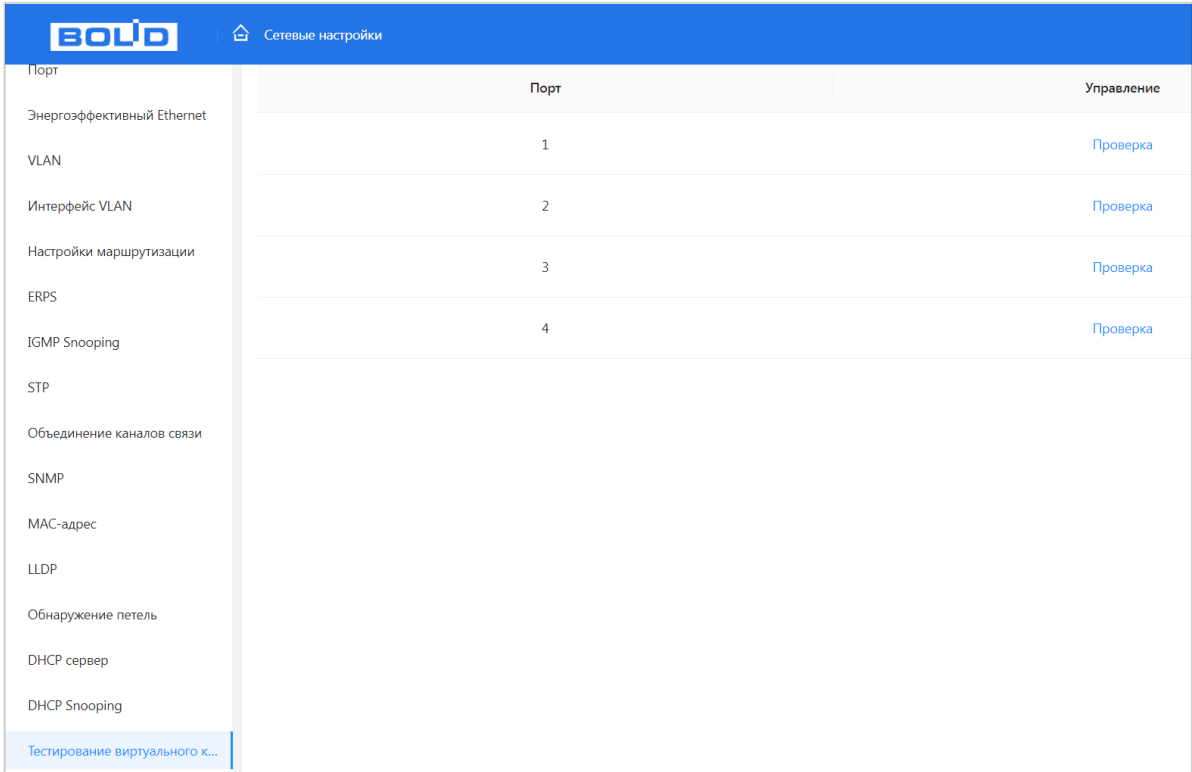 BOLID
Сетевые настройки
Порт
Энергоэффективный Ethernet
VLAN
Интерфейс VLAN
Настройки маршрутизации
ERPS
IGMP Snooping
STP
Объединение каналов связи
SNMP
MAC-адрес
LLDP
Обнаружение петель
DHCP сервер
DHCP Snooping
Тестирование виртуального к...
Порт Управление
1 Проверка
2 Проверка
3 Проверка
4 Проверка